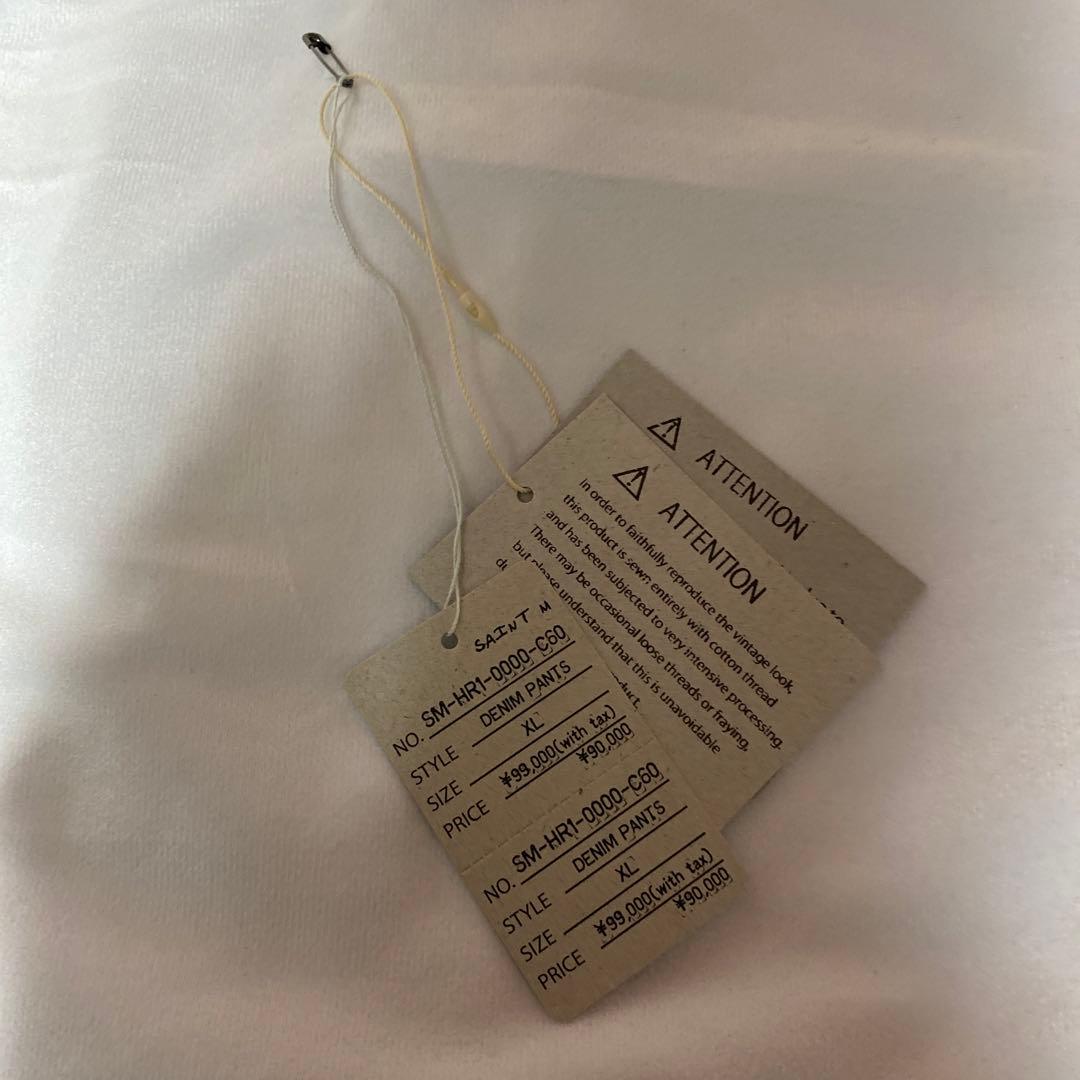 ATTENTION
ATTENTION
In order to faithfully reproduce the vintage look,
this product is sewn entirely with cotton thread
and has been subjected to very intensive processing.
There may be occasional loose threads or fraying,
but please understand that this is unavoidable
SAINT M
NO. SM-HR1-0000-C60
STYLE DENIM PANTS
SIZE XL
PRICE ¥99,000(with tax)
¥90,000
NO. SM-HR1-0000-C60
STYLE DENIM PANTS
SIZE XL
PRICE ¥99,000(with tax)
¥90,000